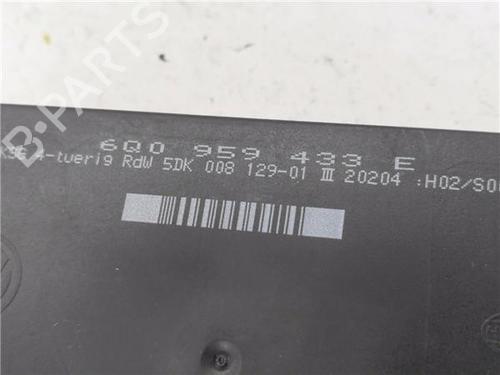 6Q0 959 433 E
4-tuerig RdW 5DK 008 129-01 III 20204 :H02/S0
B-PARTS